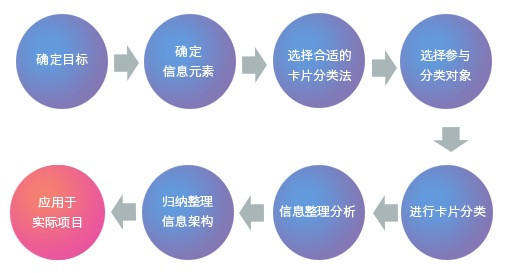 确定目标
确定
信息元素
选择合适的
卡片分类法
选择参与
分类对象
进行卡片分类
信息整理分析
归纳整理
信息架构
应用于
实际项目